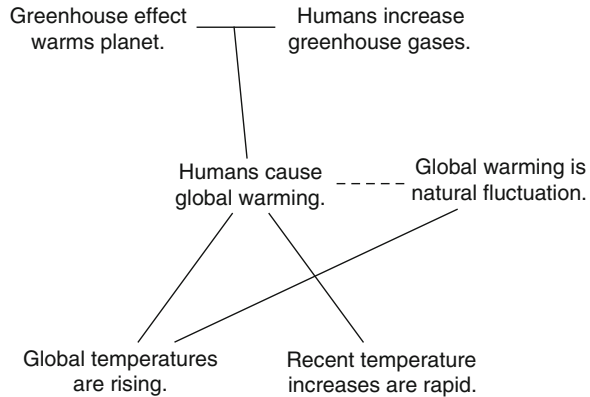 Greenhouse effect
warms planet.
Humans increase
greenhouse gases.
Humans cause
global warming.
Global warming is
natural fluctuation.
Global temperatures
are rising.
Recent temperature
increases are rapid.